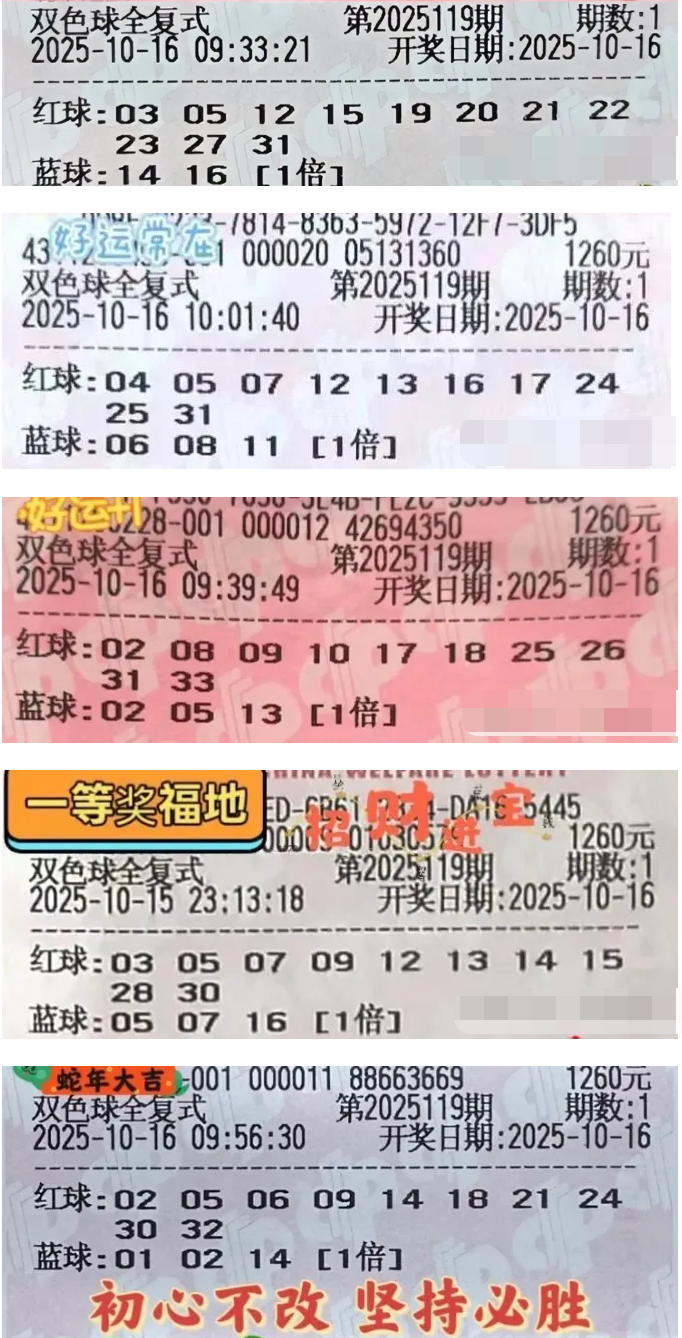 双色球全复式 第2025119期 期数:1
2025-10-16 09:33:21 开奖日期:2025-10-16
红球:03 05 12 15 19 20 21 22
23 27 31
蓝球:14 16 [1倍]
-7814-8363-5972-12F7-3DF5
好运常在
1 000020 05131360 1260元
双色球全复式 第2025119期 期数:1
2025-10-16 10:01:40 开奖日期:2025-10-16
红球:04 05 07 12 13 16 17 24
25 31
蓝球:06 08 11 [1倍]
好运+1
0228-001 000012 42694350 1260元
双色球全复式 第2025119期 期数:1
2025-10-16 09:39:49 开奖日期:2025-10-16
红球:02 08 09 10 17 18 25 26
31 33
蓝球:02 05 13 [1倍]
一等奖福地
招财进宝
5445
1260元
双色球全复式 第2025119期 期数:1
2025-10-15 23:13:18 开奖日期:2025-10-16
红球:03 05 07 09 12 13 14 15
28 30
蓝球:05 07 16 [1倍]
蛇年大吉
-001 000011 88663669 1260元
双色球全复式 第2025119期 期数:1
2025-10-16 09:56:30 开奖日期:2025-10-16
红球:02 05 06 09 14 18 21 24
30 32
蓝球:01 02 14 [1倍]
初心不改 坚持必胜